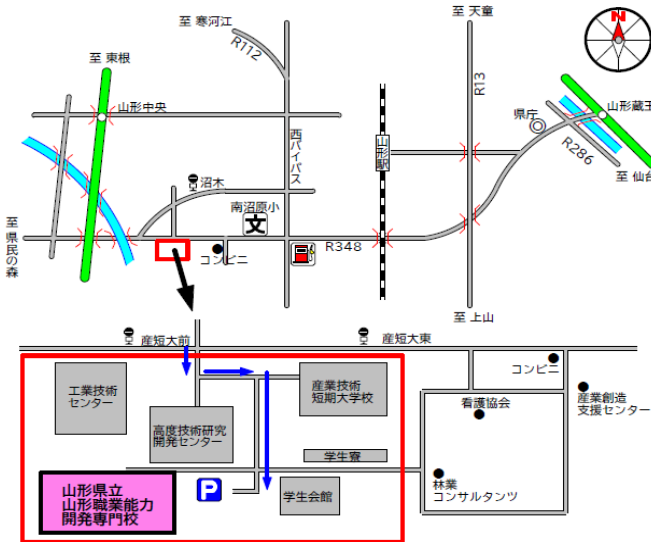 至 寒河江
至 天童
R112
至 東根
山形中央
西バイパス
山形駅
R13
県庁
山形蔵王
R286
至 仙台
沼木
南沼原小
文
至 県民の森
コンビニ
R348
至 上山
産短大前
産短大東
工業技術
センター
高度技術研究
開発センター
産業技術
短期大学校
コンビニ
産業創造
支援センター
看護協会
学生寮
林業
コンサルタンツ
P
学生会館
山形県立
山形職業能力
開発専門校